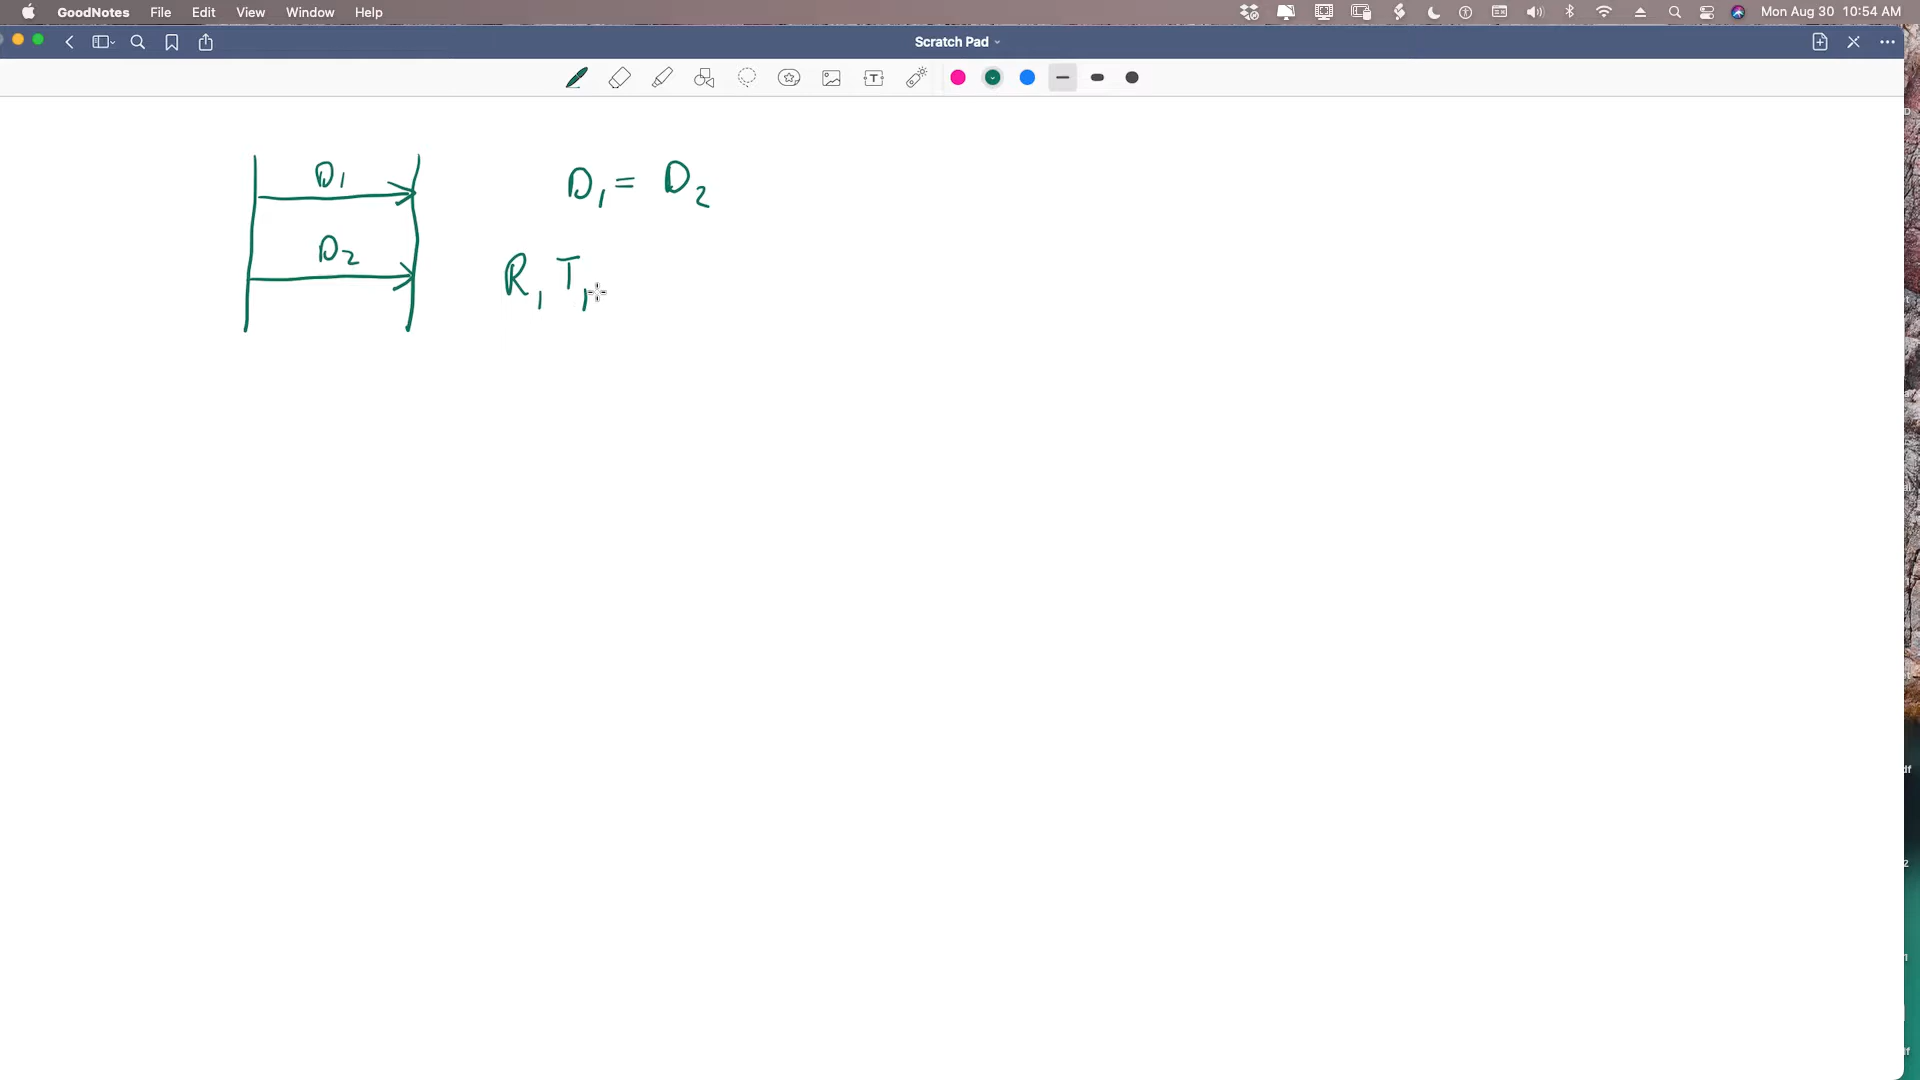 GoodNotes File Edit View Window Help Mon Aug 30 10:54 AM
Scratch Pad
D₁
D₁ = D₂
D₂
R₁ T₁